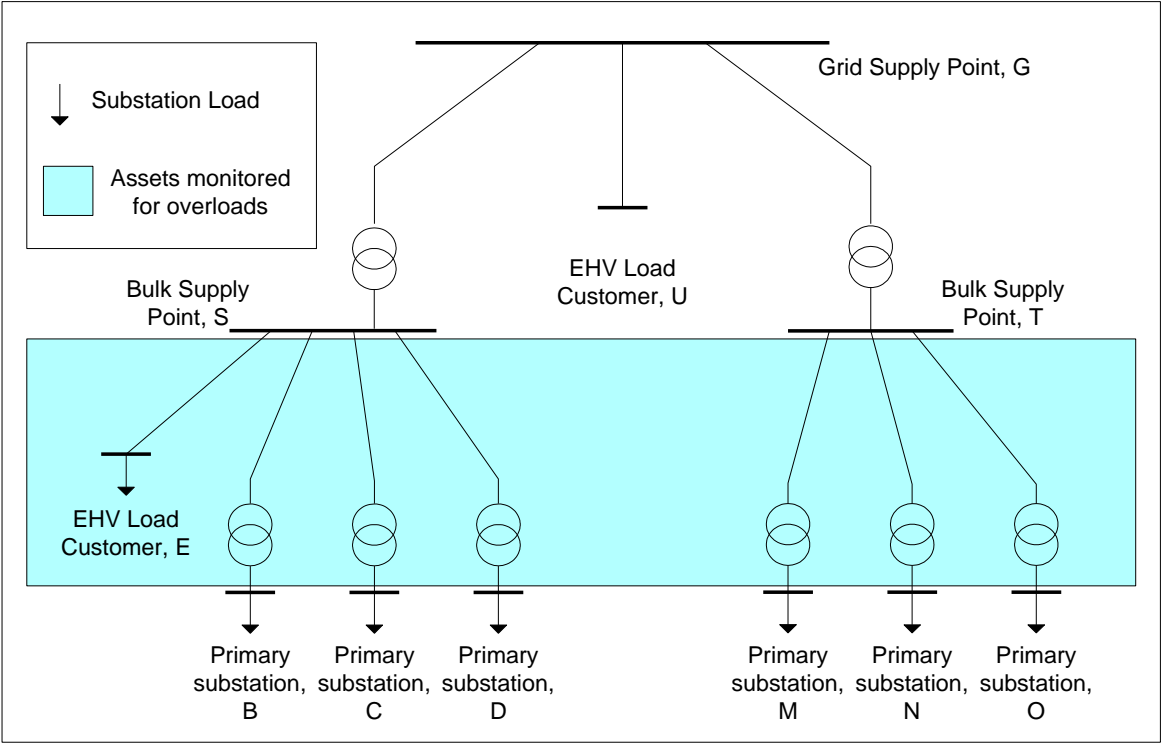 Grid Supply Point, G
Substation Load
Assets monitored
for overloads
EHV Load
Customer, U
Bulk Supply
Point, S
Bulk Supply
Point, T
EHV Load
Customer, E
Primary
substation,
B
Primary
substation,
C
Primary
substation,
D
Primary
substation,
M
Primary
substation,
N
Primary
substation,
O